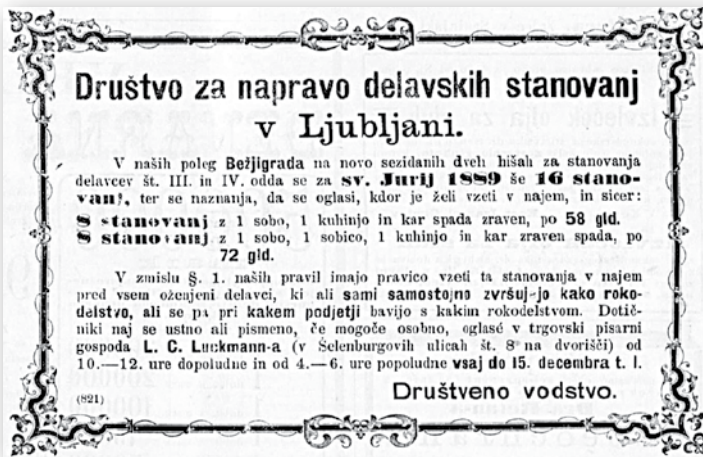 Društvo za napravo delavskih stanovanj
v Ljubljani.
V naših poleg Bežjigrada na novo sezidanih dveh hišah za stanovanja
delavcev št. III. in IV. odda se za sv. Jurij 1889 še 16 stano-
vanj, ter se naznanja, da se oglasi, kdor je želi vzeti v najem, in sicer:
8 stanovanj z 1 sobo, 1 kuhinjo in kar spada zraven, po 58 gld.
8 stanovanj z 1 sobo, 1 sobico, 1 kuhinjo in kar zraven spada, po
72 gld.
V zmislu §. 1. naših pravil imajo pravico vzeti ta stanovanja v najem
pred vsem oženjeni delavci, ki ali sami samostojno zvršujejo kako roko-
delstvo, ali se pa pri kakem podjetji bavijo s kakim rokodelstvom. Dotič-
niki naj se ustno ali pismeno, če mogoče osobno, oglasé v trgovski pisarni
gospoda L. C. Luckmann-a (v Šelenburgovih ulicah št. 8 na dvorišči) od
10.—12. ure dopoludne in od 4.—6. ure popoludne vsaj do 15. decembra t. l.
(821) Društveno vodstvo.